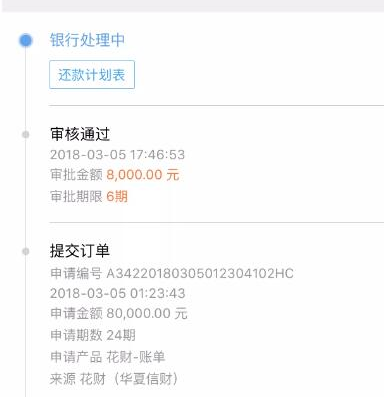 银行处理中
还款计划表
审核通过
2018-03-05 17:46:53
审批金额 8,000.00 元
审批期限 6期
提交订单
申请编号 A34220180305012304102HC
2018-03-05 01:23:43
申请金额 80,000.00 元
申请期数 24期
申请产品 花财-账单
来源 花财（华夏信财）